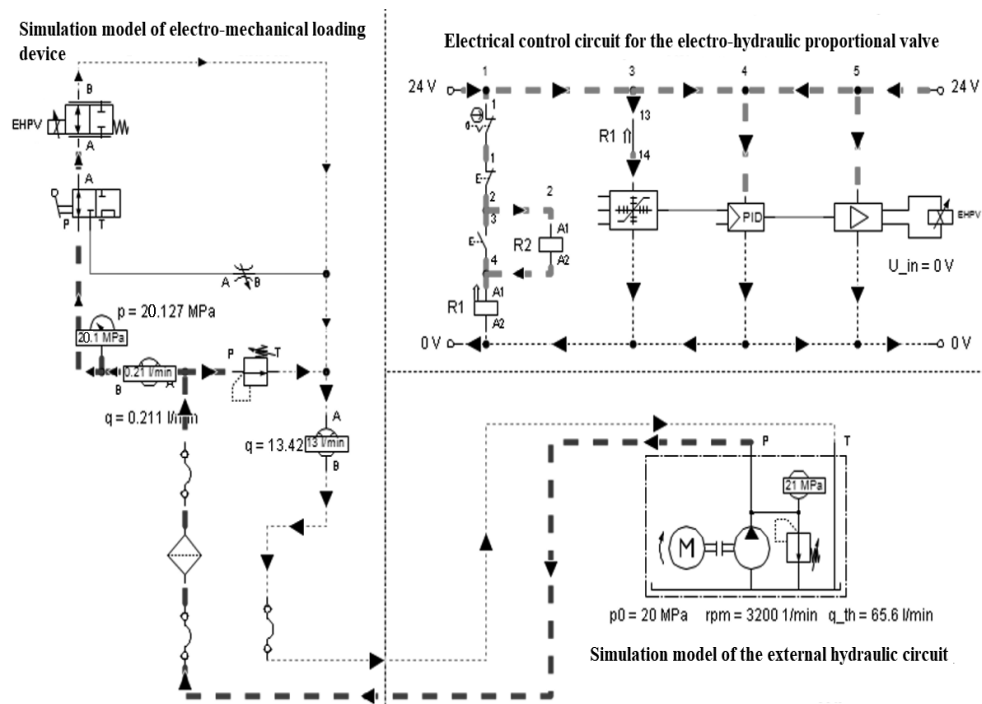 Simulation model of electro-mechanical loading
device
B
EHPV
A
A
P T
A B
p = 20.127 MPa
20.1 MPa
0.21 l/min
B A
q = 0.211 l/min
P T
A
q = 13.42
13 l/min
B
Electrical control circuit for the electro-hydraulic proportional valve
1 3 4 5
24 V
24 V
1
13
R1
14
1
2
2
3
A1
R2
A2
4
R1
A1
A2
PID
EHPV
U_in = 0 V
0 V
0 V
P T
21 MPa
M
p0 = 20 MPa rpm = 3200 1/min q_th = 65.6 l/min
Simulation model of the external hydraulic circuit